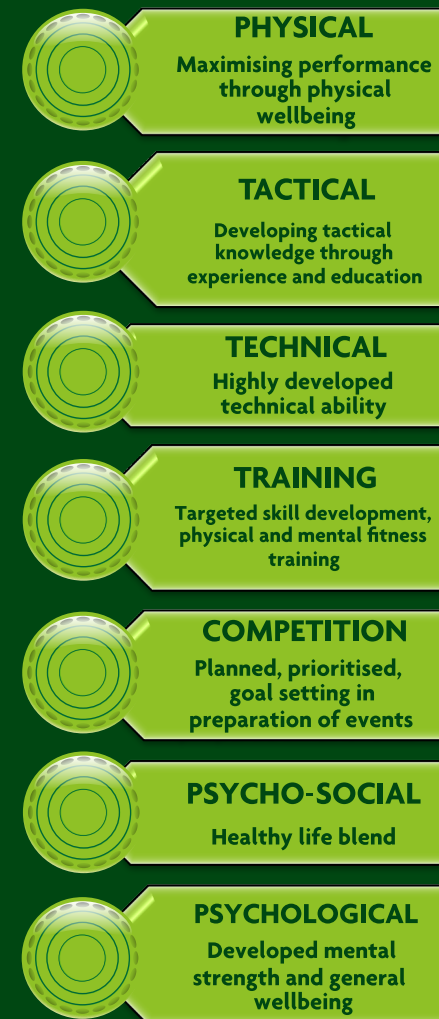 PHYSICAL
Maximising performance
through physical
wellbeing
TACTICAL
Developing tactical
knowledge through
experience and education
TECHNICAL
Highly developed
technical ability
TRAINING
Targeted skill development,
physical and mental fitness
training
COMPETITION
Planned, prioritised,
goal setting in
preparation of events
PSYCHO-SOCIAL
Healthy life blend
PSYCHOLOGICAL
Developed mental
strength and general
wellbeing